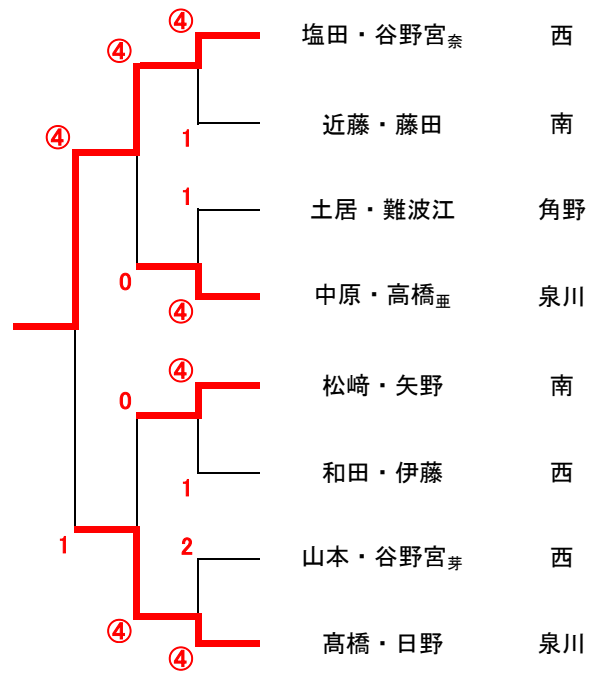 ④ 塩田・谷野宮奈 西
④
1 近藤・藤田 南
④
1 土居・難波江 角野
0
④ 中原・高橋亜 泉川
④ 松﨑・矢野 南
0
1 和田・伊藤 西
1
2 山本・谷野宮芽 西
④
④髙橋・日野 泉川